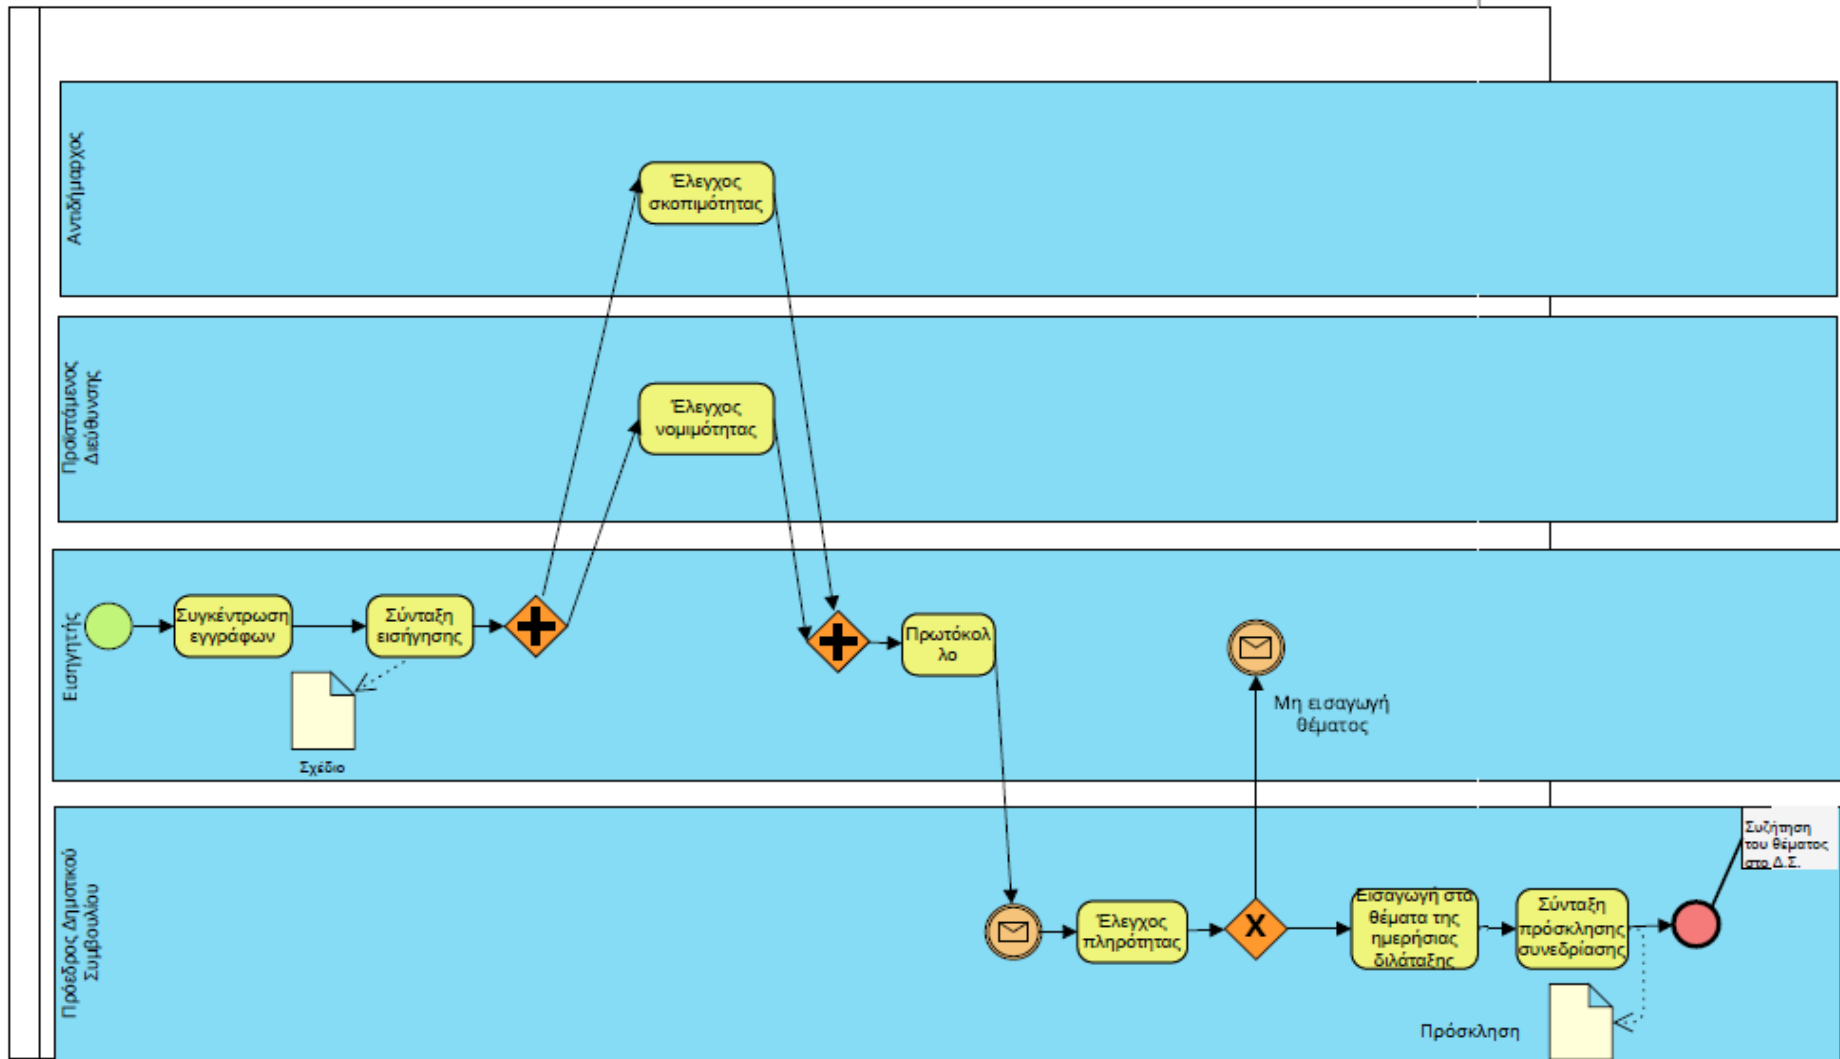 Αντιδήμαρχος
Έλεγχος
σκοπιμότητας
Προϊστάμενος
Διεύθυνσης
Έλεγχος
νομιμότητας
Εισηγητής
Συγκέντρωση
εγγράφων
Σύνταξη
εισήγησης
Σχέδιο
Πρωτόκολ
λο
Μη εισαγωγή
θέματος
Πρόεδρος Δημοτικού
Συμβουλίου
Έλεγχος
πληρότητας
X
Εισαγωγή στα
θέματα της
ημερήσιας
διλάταξης
Σύνταξη
πρόσκλησης
συνεδρίασης
Συζήτηση
του θέματος
στο Δ.Σ.
Πρόσκληση